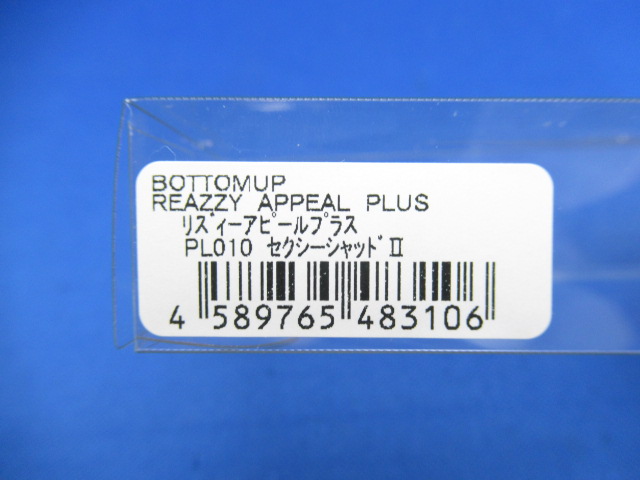 BOTTOMUP
REAZZY APPEAL PLUS
ﾘｽﾞｨｰｱﾋﾟｰﾙﾌﾟﾗｽ
PL010 ｾｸｼｰｼｬｯﾄﾞⅡ
4 589765 483106